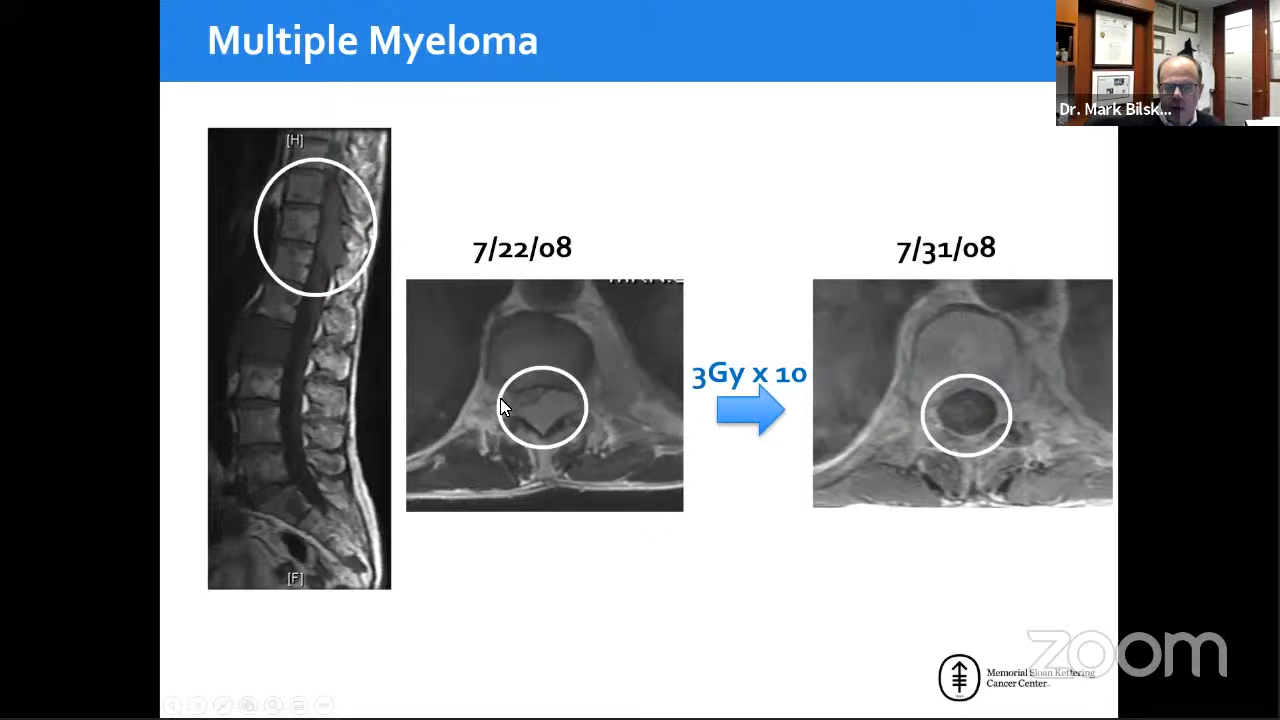 Multiple Myeloma
Dr. Mark Bilsk...
[H]
7/22/08
7/31/08
3Gy x 10
[F]
zoom
Memorial Sloan Kettering
Cancer Center